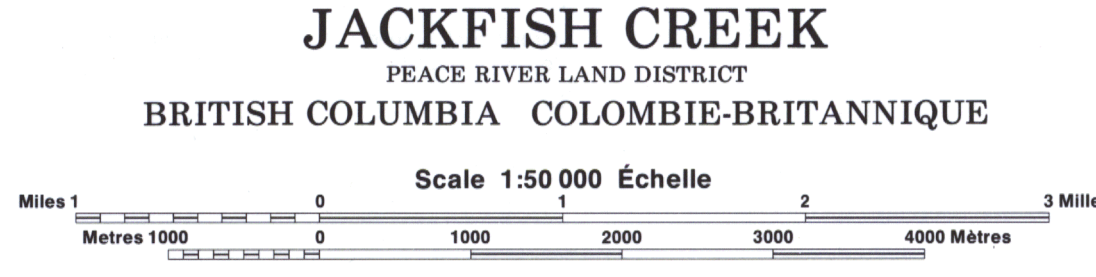 JACKFISH CREEK
PEACE RIVER LAND DISTRICT
BRITISH COLUMBIA COLOMBIE-BRITANNIQUE
Scale 1:50 000 Échelle
Miles 1 0 1 2 3 Mille
Metres 1000 0 1000 2000 3000 4000 Mètres